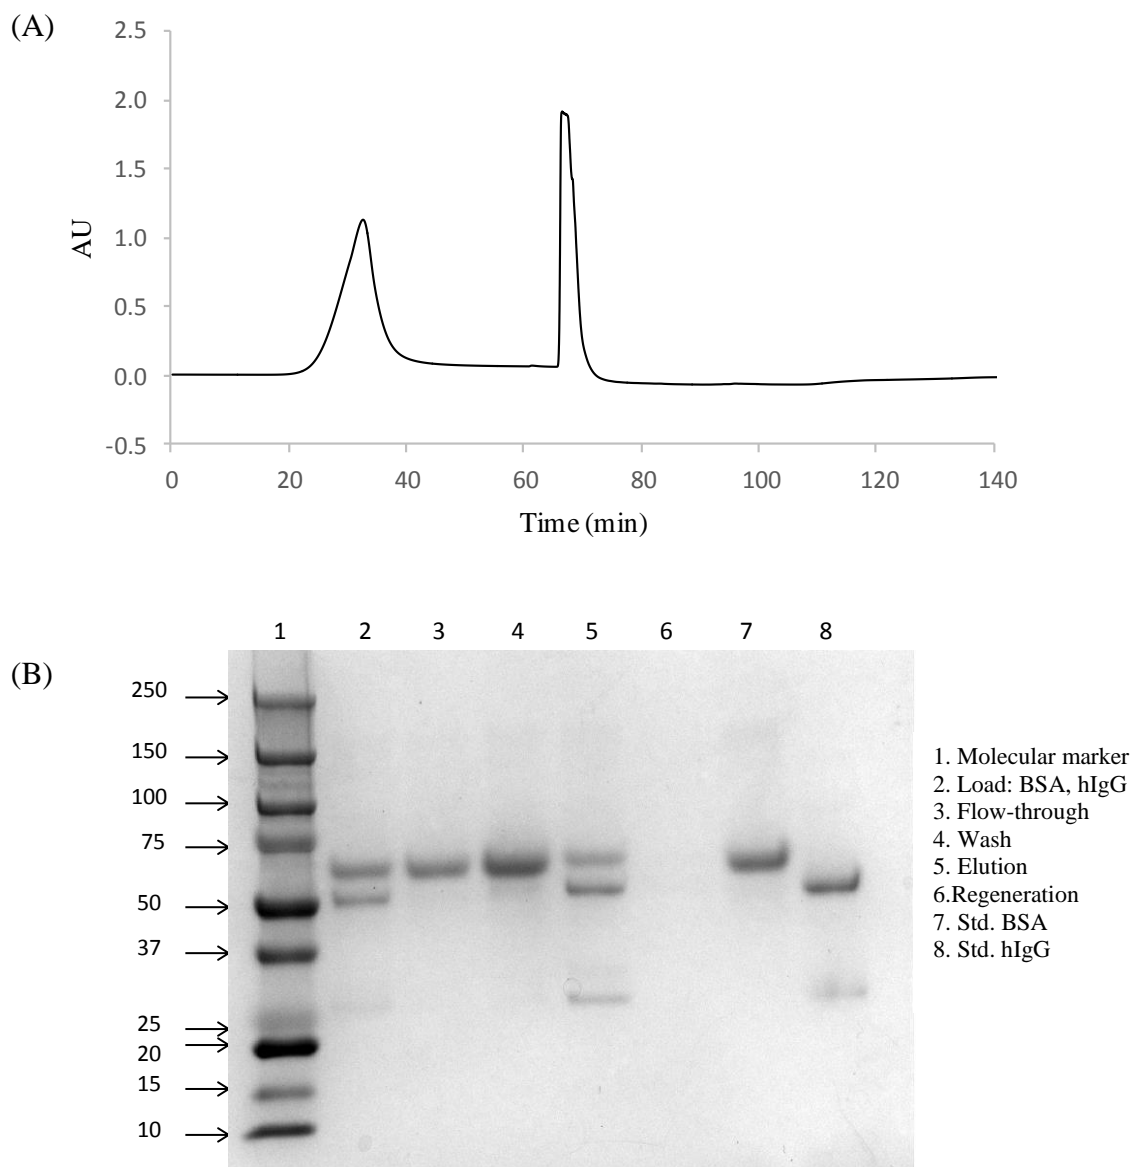 (A)
2.5
2.0
1.5
1.0
0.5
0.0
-0.5
AU
0 20 40 60 80 100 120 140
Time (min)
(B)
1 2 3 4 5 6 7 8
250
150
100
75
50
37
25
20
15
10
1. Molecular marker
2. Load: BSA, hIgG
3. Flow-through
4. Wash
5. Elution
6.Regeneration
7. Std. BSA
8. Std. hIgG